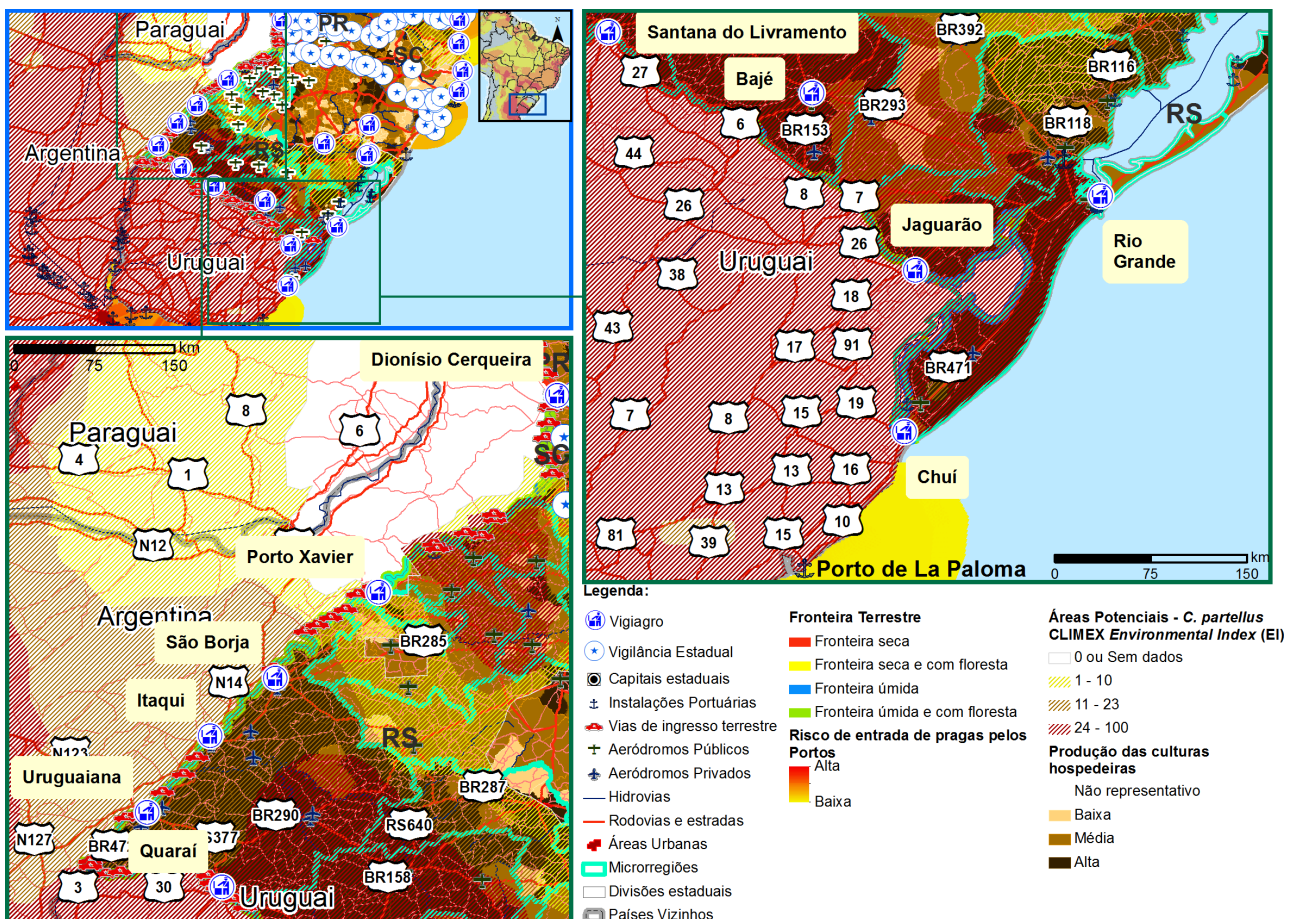 Paraguai
PR
SC
Argentina
RS
Uruguai
Santana do Livramento
BR392
27
Bajé
BR116
BR293
6
BR153
BR118
RS
44
8
7
26
Jaguarão
26
Uruguai
38
Rio
Grande
18
43
17
91
BR471
7
8
15
19
13
13
16
Chuí
81
39
15
10
Porto de La Paloma
km
0
75
150
km
0
75
150
Dionísio Cerqueira
PR
8
6
Paraguai
4
1
SC
N12
Porto Xavier
Argentina
São Borja
BR285
N14
Itaqui
RS
N123
Uruguaiana
BR287
BR290
N127
RS640
Quaraí
3
30
BR158
Uruguai
Legenda:
Vigiagro
Vigilância Estadual
Capitais estaduais
Instalações Portuárias
Vias de ingresso terrestre
Aeródromos Públicos
Aeródromos Privados
Hidrovias
Rodovias e estradas
Áreas Urbanas
Microrregiões
Divisões estaduais
Países Vizinhos
Fronteira Terrestre
Fronteira seca
Fronteira seca e com floresta
Fronteira úmida
Fronteira úmida e com floresta
Risco de entrada de pragas pelos
Portos
Alta
Baixa
Áreas Potenciais - C. partellus
CLIMEX Environmental Index (EI)
0 ou Sem dados
1 - 10
11 - 23
24 - 100
Produção das culturas
hospedeiras
Não representativo
Baixa
Média
Alta